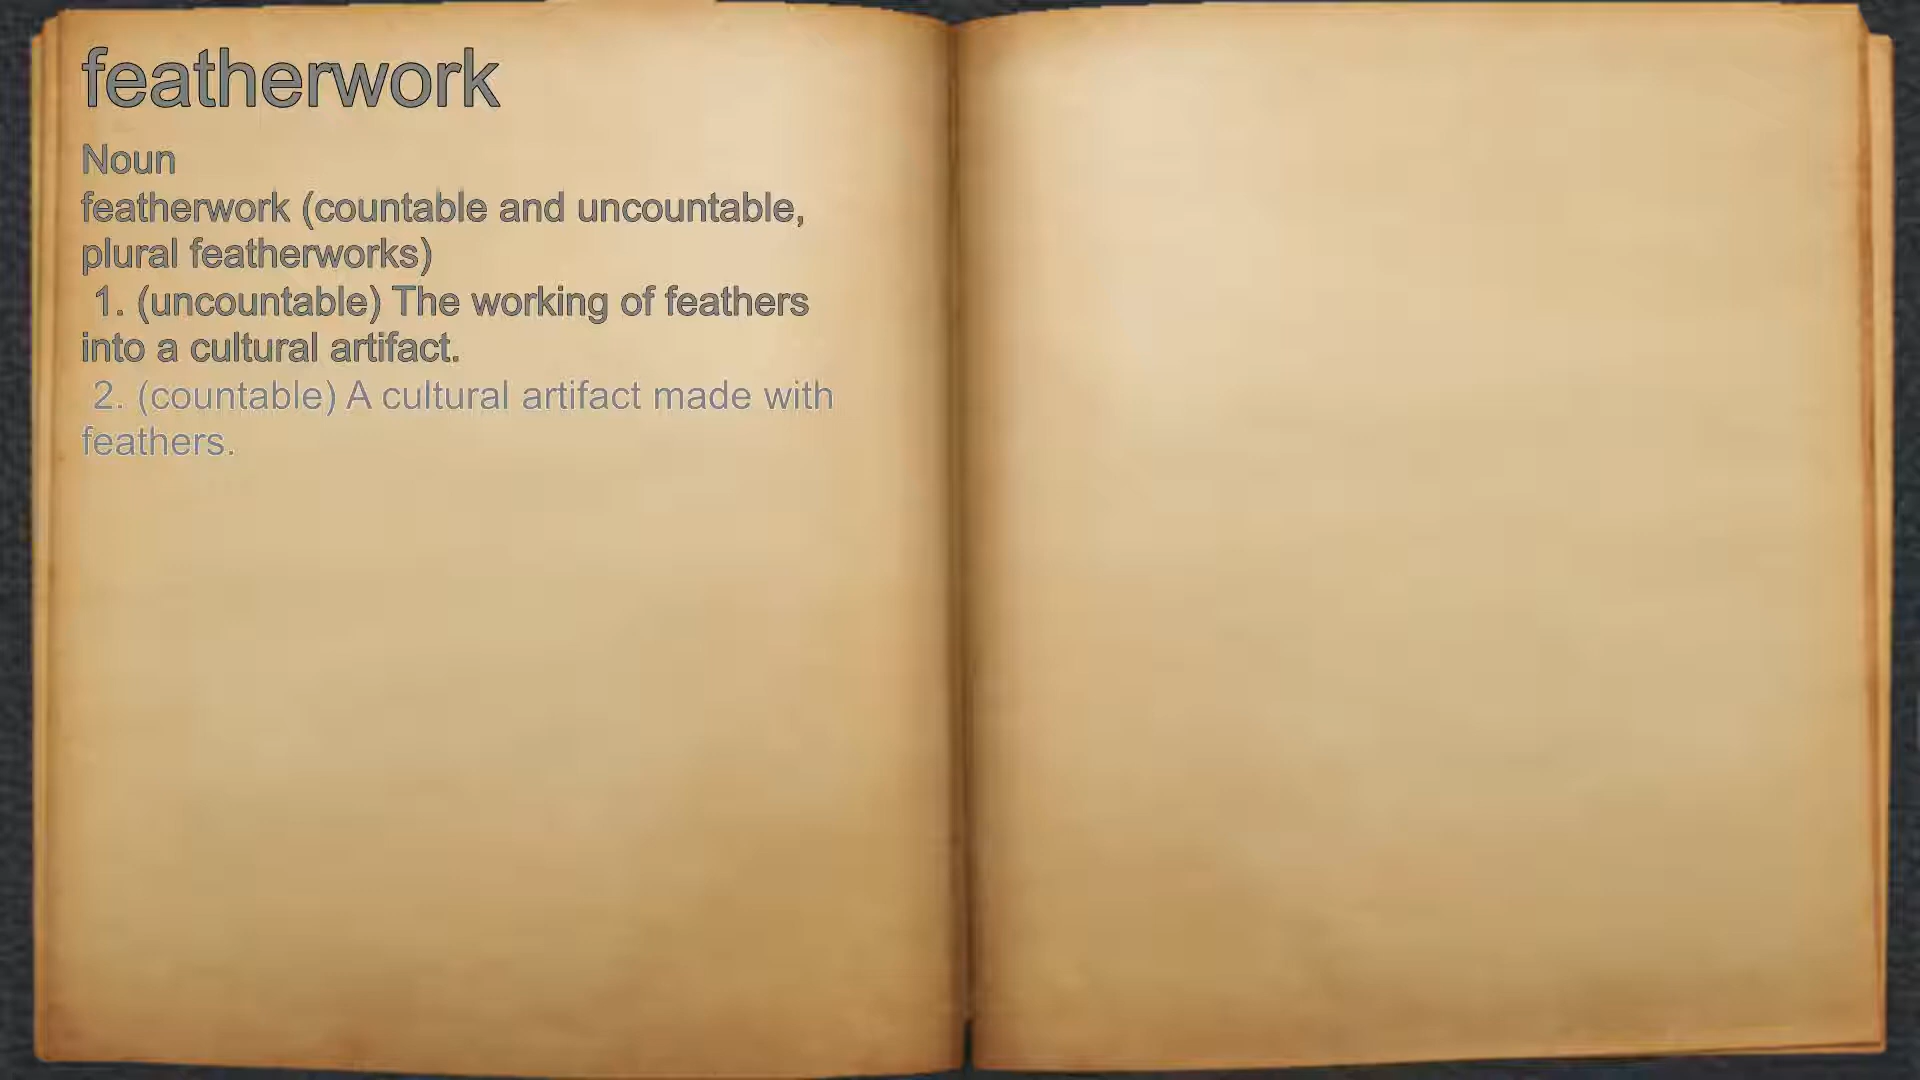 featherwork
Noun
featherwork (countable and uncountable,
plural featherworks)
1. (uncountable) The working of feathers
into a cultural artifact.
2. (countable) A cultural artifact made with
feathers.